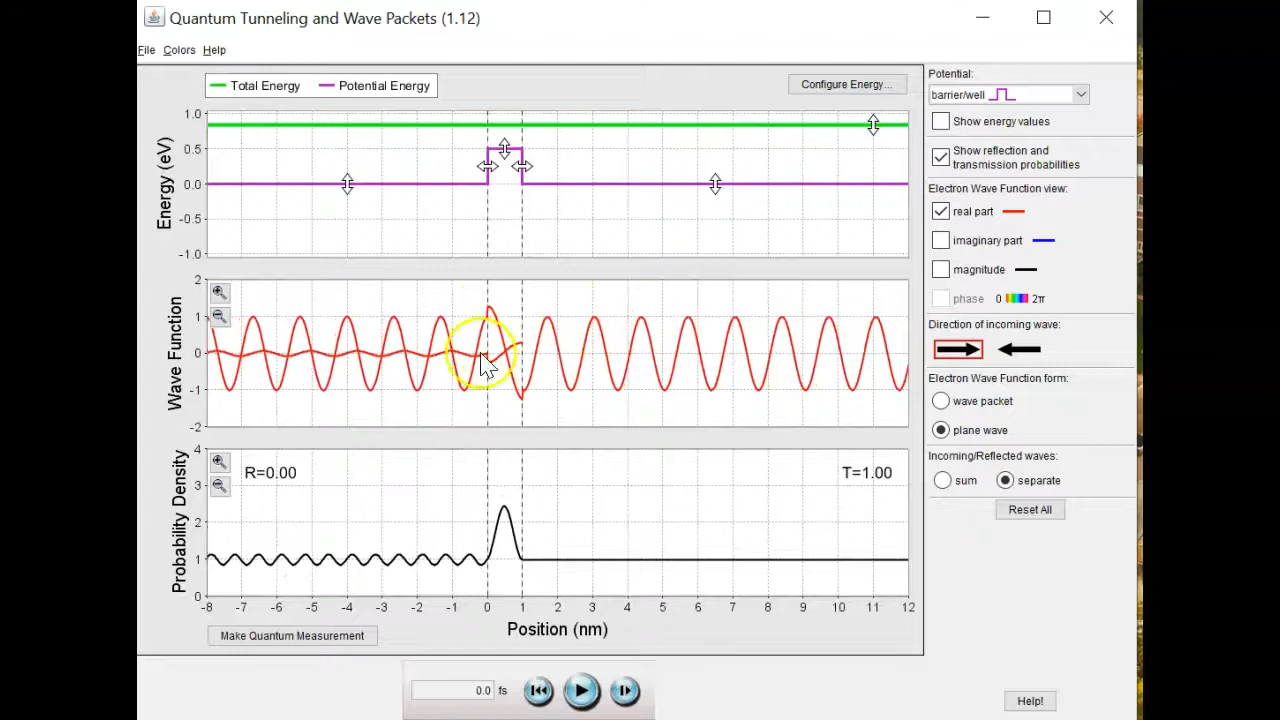 Quantum Tunneling and Wave Packets (1.12)
File Colors Help
Total Energy Potential Energy
Configure Energy...
Energy (eV)
1.0
0.5
0.0
-0.5
-1.0
Wave Function
2
1
0
-1
-2
Probability Density
4
3
2
1
0
R=0.00
T=1.00
-8 -7 -6 -5 -4 -3 -2 -1 0 1 2 3 4 5 6 7 8 9 10 11 12
Position (nm)
Make Quantum Measurement
0.0 fs
Potential:
barrier/well
Show energy values
Show reflection and
transmission probabilities
Electron Wave Function view:
real part
imaginary part
magnitude
phase 0 2π
Direction of incoming wave:
Electron Wave Function form:
wave packet
plane wave
Incoming/Reflected waves:
sum separate
Reset All
Help!